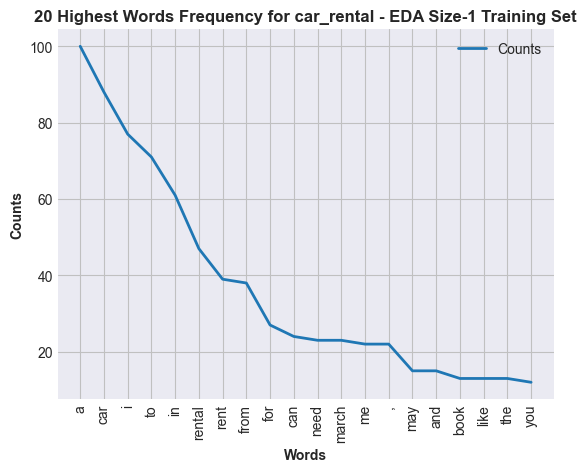 20 Highest Words Frequency for car_rental - EDA Size-1 Training Set
Counts
100
80
60
40
20
Counts
a
car
i
to
in
rental
rent
from
for
can
need
march
me
,
may
and
book
like
the
you
Words